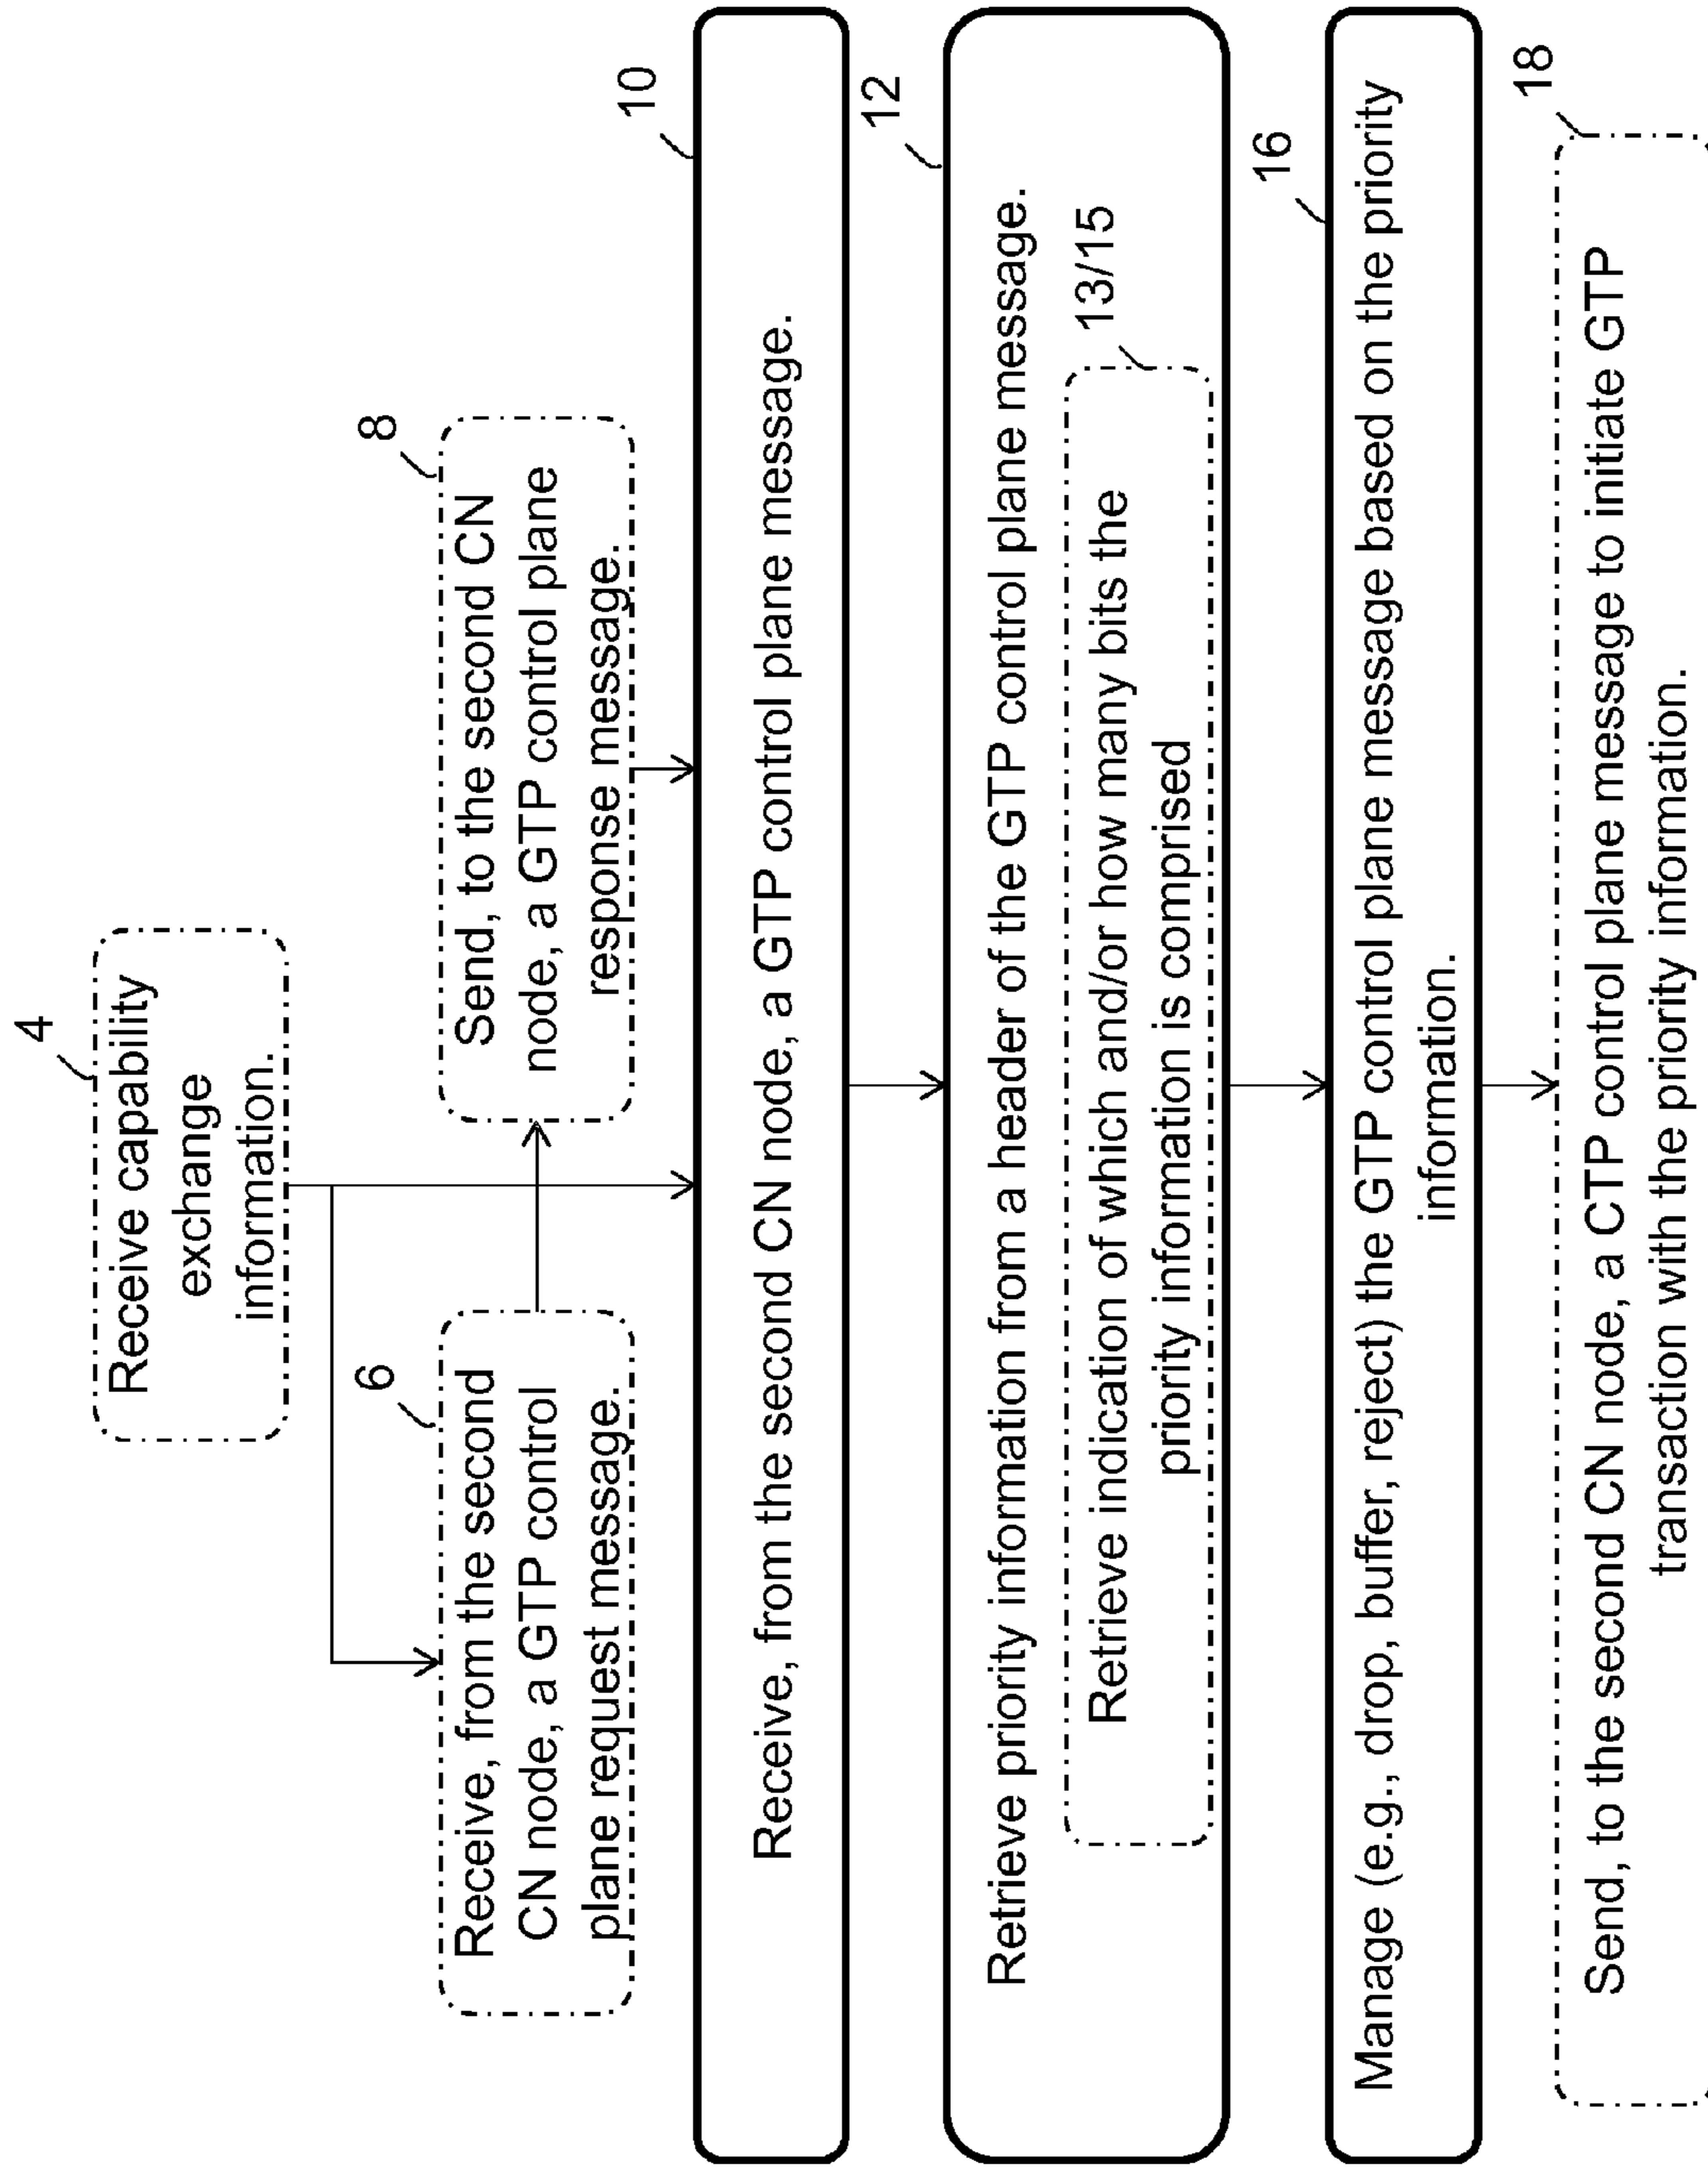 4
Receive capability
exchange
information.
6
Receive, from the second
CN node, a GTP control
plane request message.
8
Send, to the second CN
node, a GTP control plane
response message.
10
Receive, from the second CN node, a GTP control plane message.
12
Retrieve priority information from a header of the GTP control plane message.
13/15
Retrieve indication of which and/or how many bits the
priority information is comprised
16
Manage (e.g., drop, buffer, reject) the GTP control plane message based on the priority
information.
18
Send, to the second CN node, a CTP control plane message to initiate GTP
transaction with the priority information.